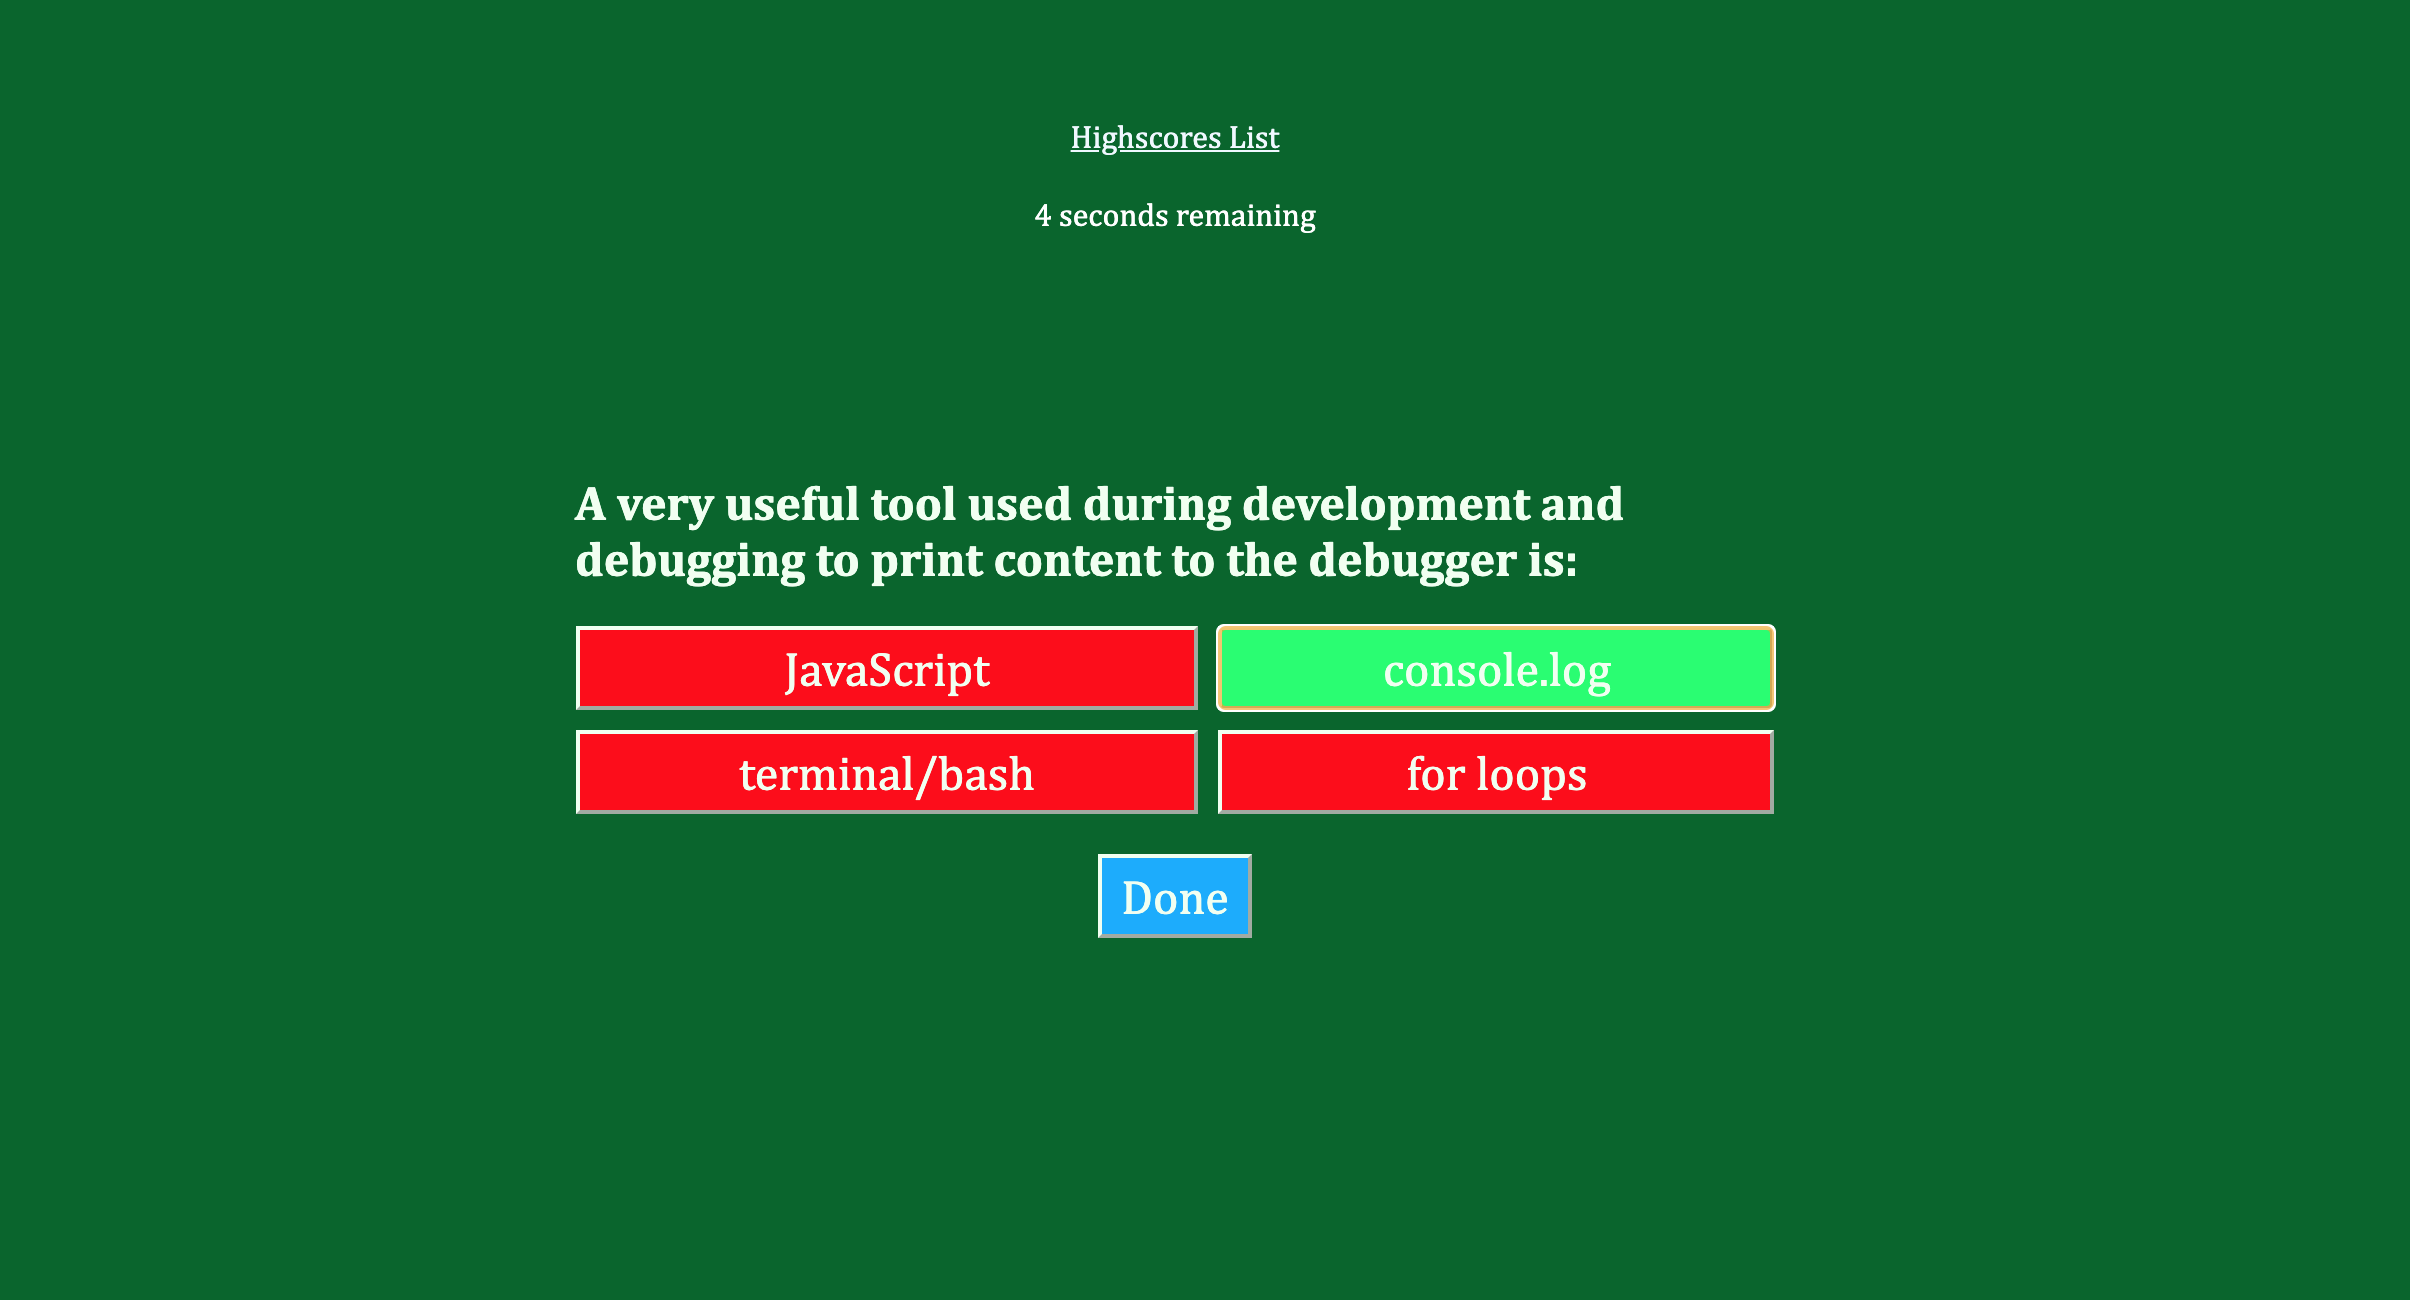 Highscores List
4 seconds remaining
A very useful tool used during development and
debugging to print content to the debugger is:
JavaScript
console.log
terminal/bash
for loops
Done